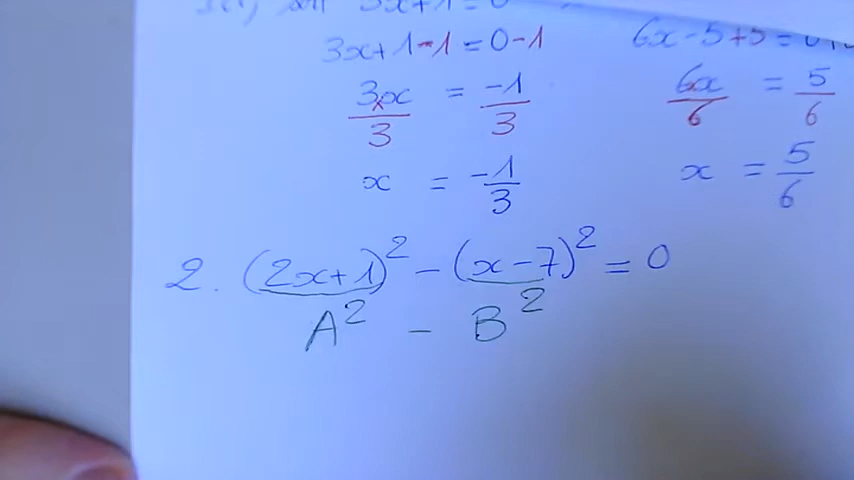 3x+1-1=0-1
6x-5+5=0+
3x/3 = -1/3
6x/6 = 5/6
x = -1/3
x = 5/6
2. (2x+1)² - (x-7)² = 0
A² - B²